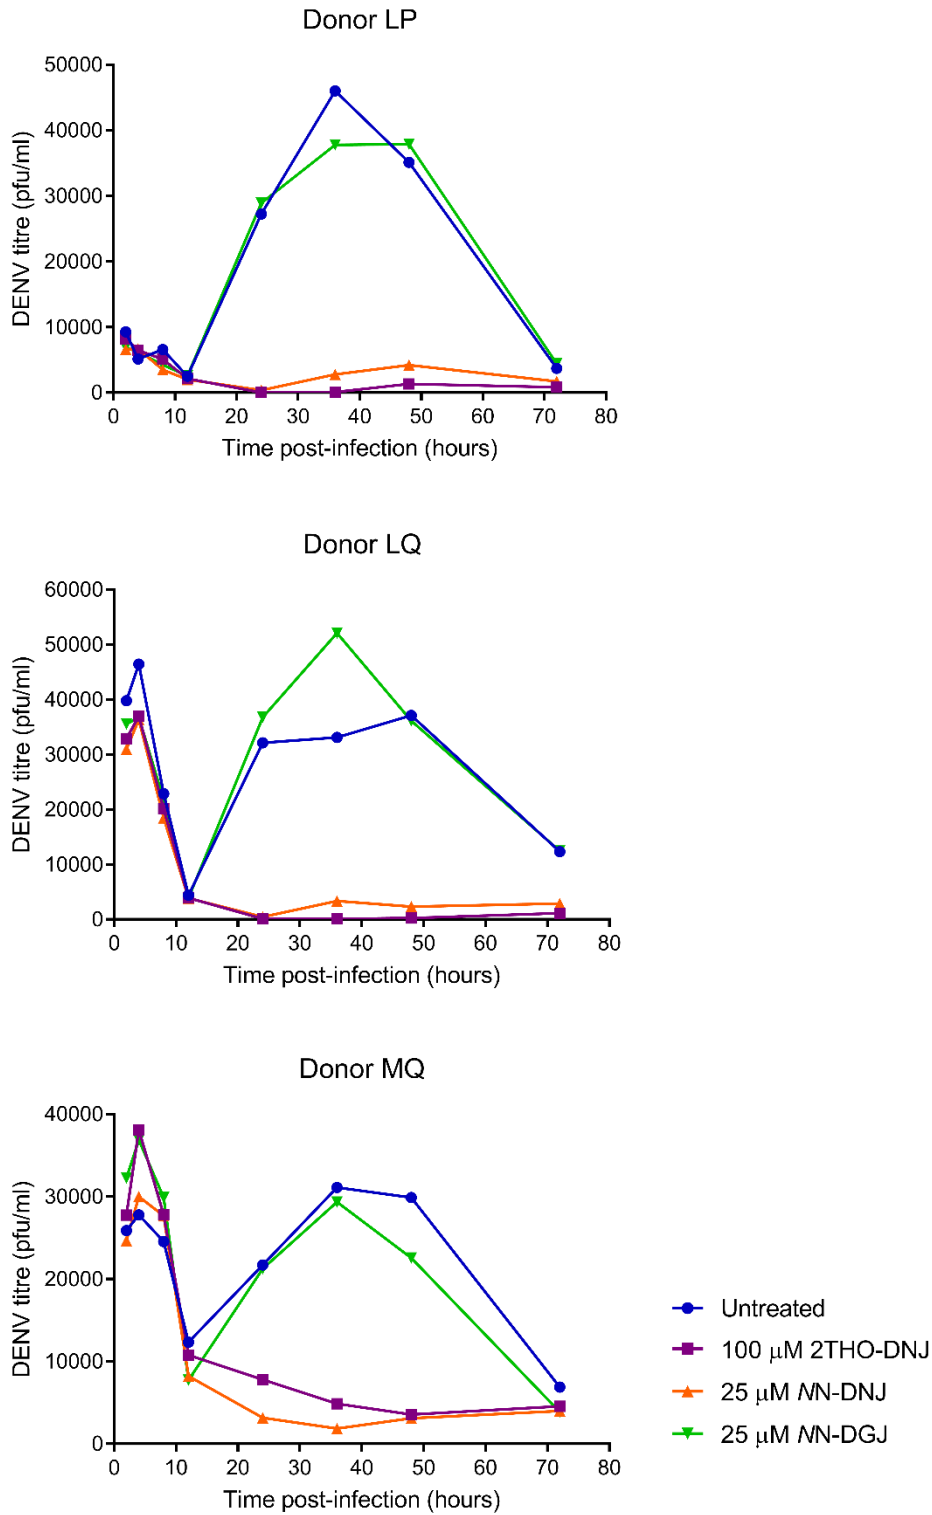 Donor LP
DENV titre (pfu/ml)
50000
40000
30000
20000
10000
0
0 10 20 30 40 50 60 70 80
Time post-infection (hours)
Donor LQ
DENV titre (pfu/ml)
60000
50000
40000
30000
20000
10000
0
0 10 20 30 40 50 60 70 80
Time post-infection (hours)
Donor MQ
DENV titre (pfu/ml)
40000
30000
20000
10000
0
0 10 20 30 40 50 60 70 80
Time post-infection (hours)
Untreated
100 μM 2THO-DNJ
25 μM NN-DNJ
25 μM NN-DGJ